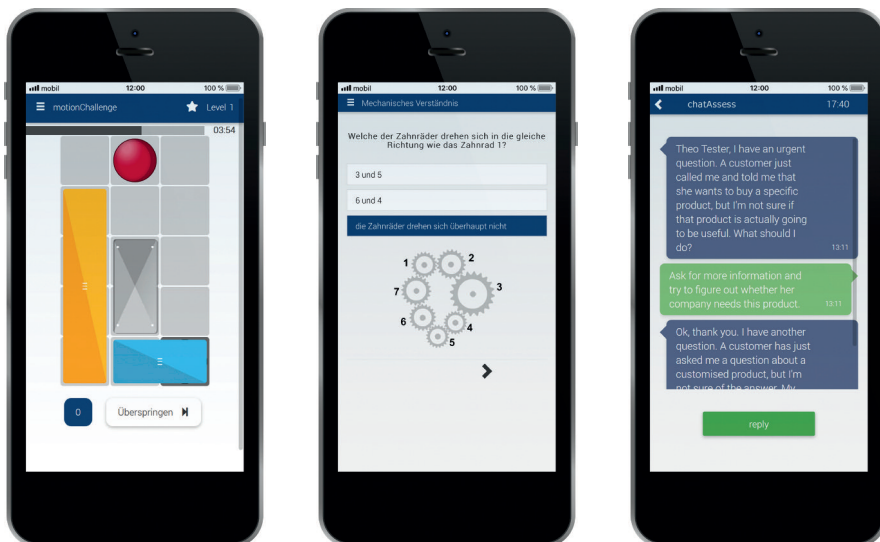 mobil 12:00 100 %
motionChallenge Level 1
03:54
0 Überspringen
mobil 12:00 100 %
Mechanisches Verständnis
Welche der Zahnräder drehen sich in die gleiche
Richtung wie das Zahnrad 1?
3 und 5
6 und 4
die Zahnräder drehen sich überhaupt nicht
1 2
3
7
6
4
5
mobil 12:00 100 %
chatAssess 17:40
Theo Tester, I have an urgent
question. A customer just
called me and told me that
she wants to buy a specific
product, but I'm not sure if
that product is actually going
to be useful. What should I
do? 13:11
Ask for more information and
try to figure out whether her
company needs this product. 13:11
Ok, thank you. I have another
question. A customer has just
asked me a question about a
customised product, but I'm
not sure of the answer. My
reply